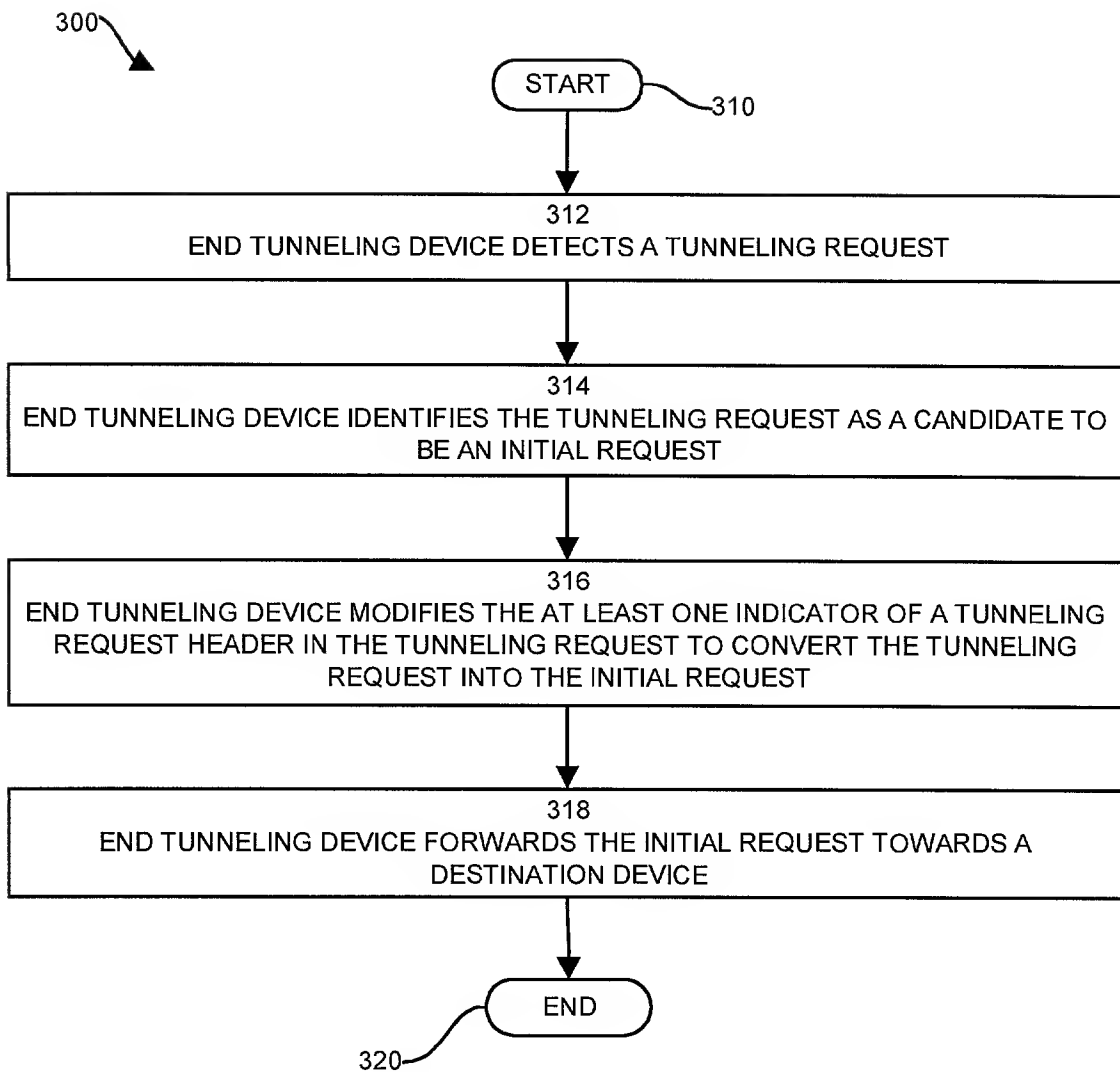 300
START
310
312
END TUNNELING DEVICE DETECTS A TUNNELING REQUEST
314
END TUNNELING DEVICE IDENTIFIES THE TUNNELING REQUEST AS A CANDIDATE TO
BE AN INITIAL REQUEST
316
END TUNNELING DEVICE MODIFIES THE AT LEAST ONE INDICATOR OF A TUNNELING
REQUEST HEADER IN THE TUNNELING REQUEST TO CONVERT THE TUNNELING
REQUEST INTO THE INITIAL REQUEST
318
END TUNNELING DEVICE FORWARDS THE INITIAL REQUEST TOWARDS A
DESTINATION DEVICE
END
320